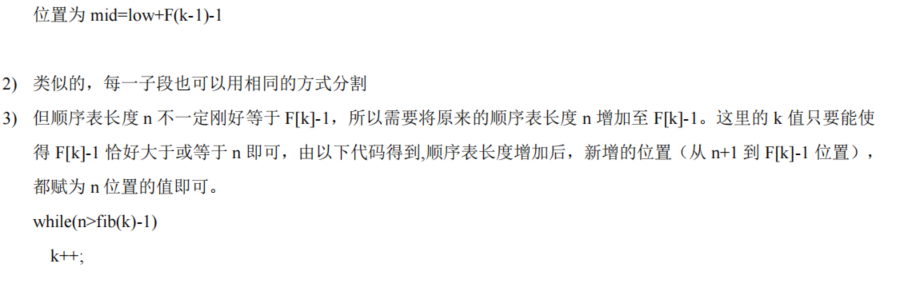 位置为 mid=low+F(k-1)-1
2) 类似的，每一子段也可以用相同的方式分割
3) 但顺序表长度 n 不一定刚好等于 F[k]-1，所以需要将原来的顺序表长度 n 增加至 F[k]-1。这里的 k 值只要能使
得 F[k]-1 恰好大于或等于 n 即可，由以下代码得到,顺序表长度增加后，新增的位置（从 n+1 到 F[k]-1 位置），
都赋为 n 位置的值即可。
while(n>fib(k)-1)
k++;